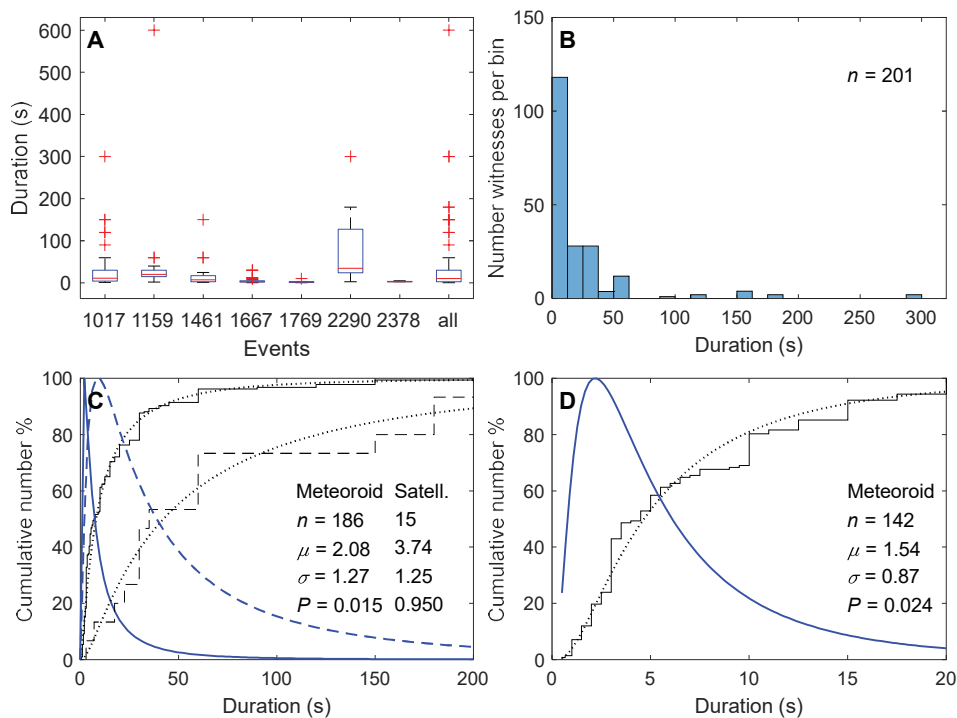 A
Duration (s)
600
500
400
300
200
100
0
1017 1159 1461 1667 1769 2290 2378 all
Events
B
n = 201
Number witnesses per bin
150
100
50
0
0 50 100 150 200 250 300
Duration (s)
C
Cumulative number %
100
80
60
40
20
0
Meteoroid Satell.
n = 186 15
μ = 2.08 3.74
σ = 1.27 1.25
P = 0.015 0.950
0 50 100 150 200
Duration (s)
D
Cumulative number %
100
80
60
40
20
0
Meteoroid
n = 142
μ = 1.54
σ = 0.87
P = 0.024
0 5 10 15 20
Duration (s)